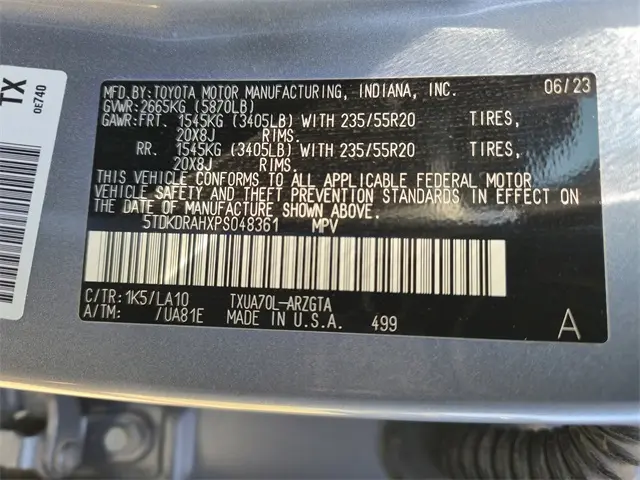 MFD.BY:TOYOTA MOTOR MANUFACTURING, INDIANA, INC. 06/23
GVWR:2665KG (5870LB)
GAWR:FRT. 1545KG (3405LB) WITH 235/55R20 TIRES,
20X8J RIMS.
RR. 1545KG (3405LB) WITH 235/55R20 TIRES,
20X8J RIMS.
THIS VEHICLE CONFORMS TO ALL APPLICABLE FEDERAL MOTOR
VEHICLE SAFETY AND THEFT PREVENTION STANDARDS IN EFFECT ON
THE DATE OF MANUFACTURE SHOWN ABOVE.
5TDKDRAHXPS048361 MPV
C/TR:1K5/LA10 TXUA70L-ARZGTA
A/TM: /UA81E MADE IN U.S.A. 499 A
TX
0E740